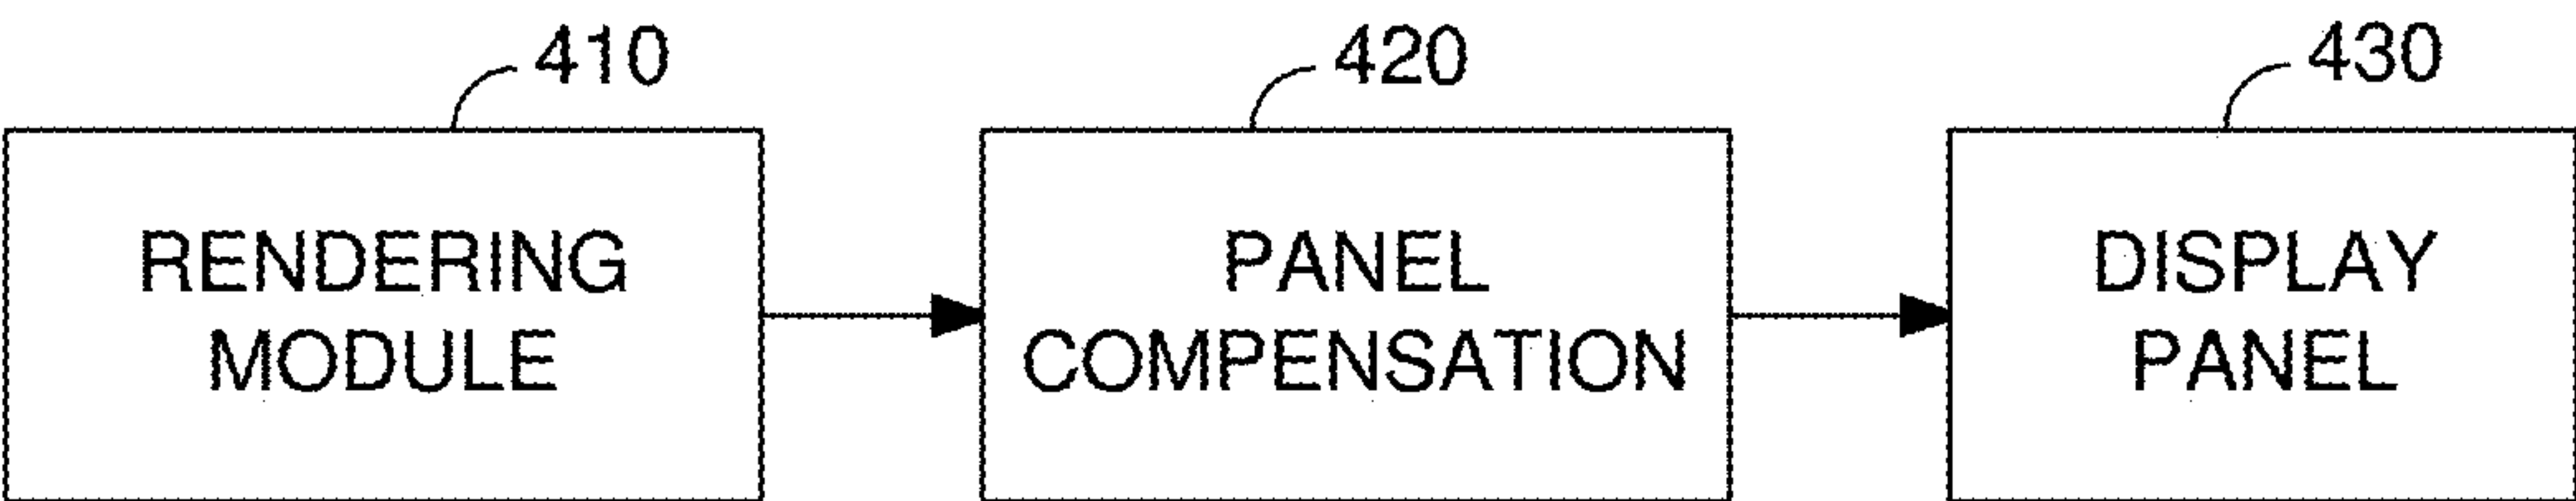 410
420
430
RENDERING
MODULE
PANEL
COMPENSATION
DISPLAY
PANEL